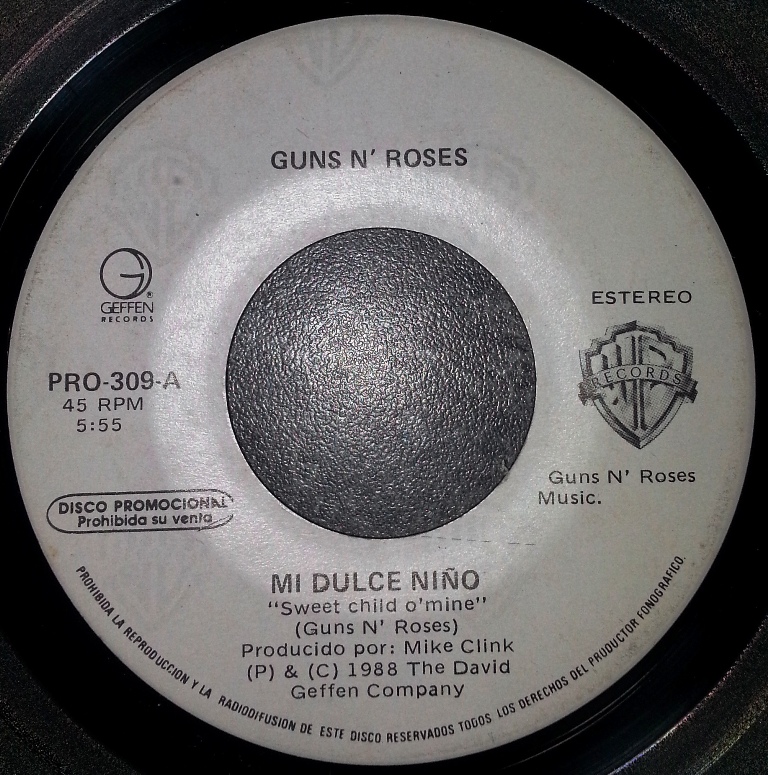 GUNS N' ROSES
G
GEFFEN
RECORDS
ESTEREO
RECORDS
PRO-309-A
45 RPM
5:55
Guns N' Roses
Music.
DISCO PROMOCIONAL
Prohibida su venta
MI DULCE NIÑO
"Sweet child o'mine"
(Guns N' Roses)
Producido por: Mike Clink
(P) & (C) 1988 The David
Geffen Company
PROHIBIDA LA REPRODUCCION Y LA RADIODIFUSION DE ESTE DISCO RESERVADOS TODOS LOS DERECHOS DEL PRUDUCTOR FONOGRAFICO.